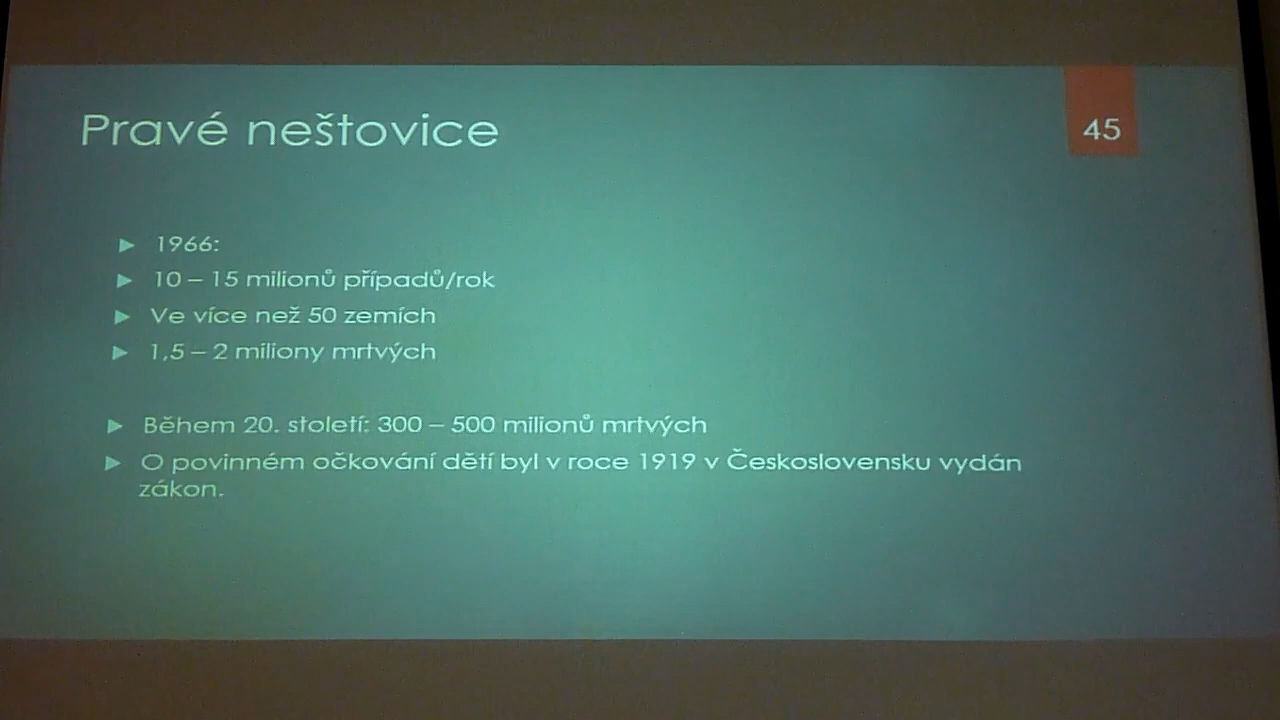 Pravé neštovice
45
1966:
10 – 15 milionů případů/rok
Ve více než 50 zemích
1,5 – 2 miliony mrtvých
Během 20. století: 300 – 500 milionů mrtvých
O povinném očkování dětí byl v roce 1919 v Československu vydán
zákon.